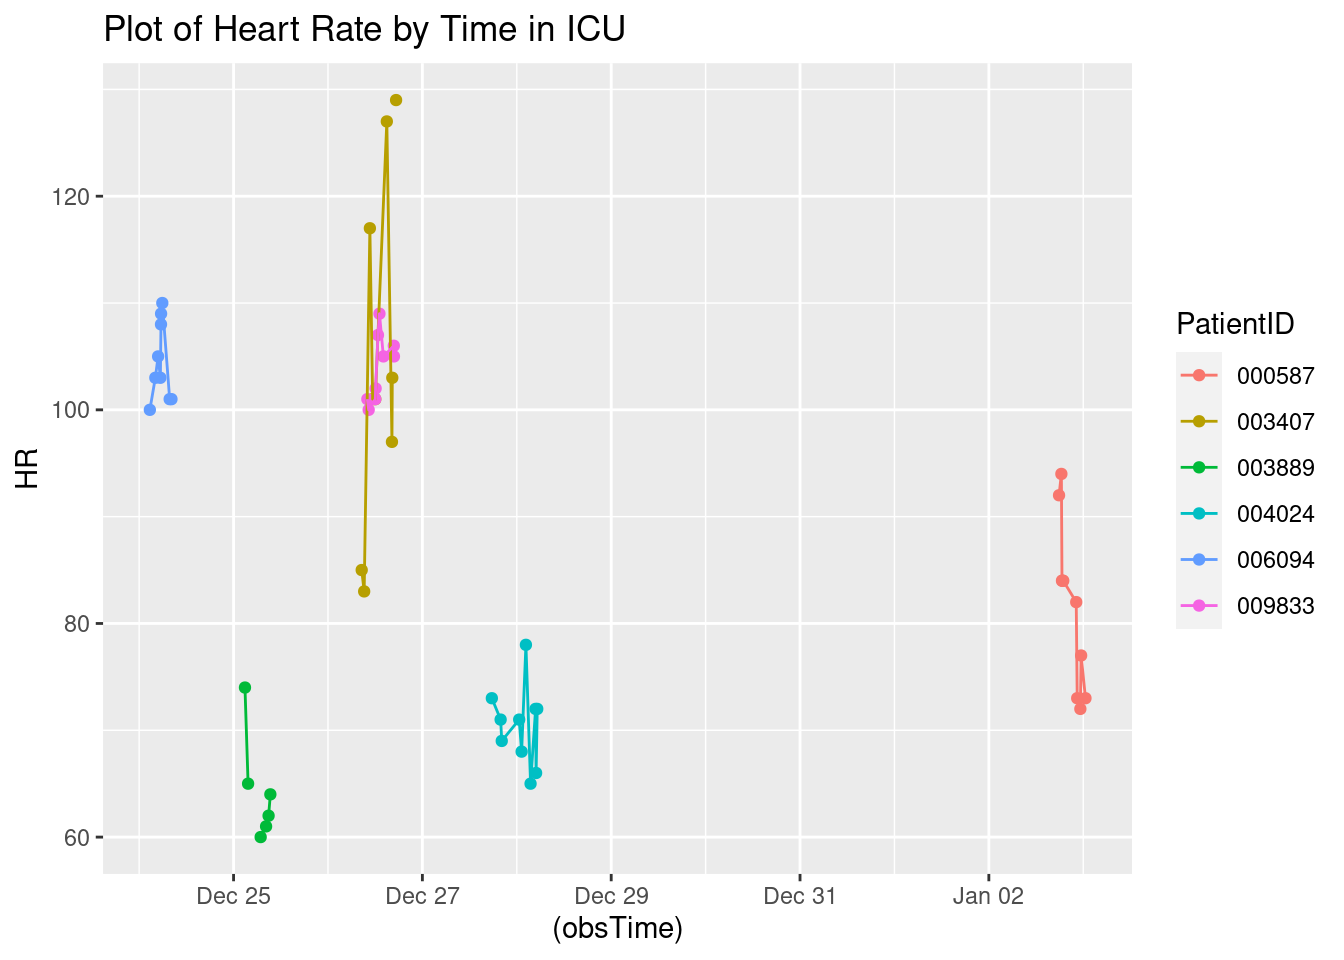 Plot of Heart Rate by Time in ICU
HR
120
100
80
60
Dec 25
Dec 27
Dec 29
Dec 31
Jan 02
(obsTime)
PatientID
000587
003407
003889
004024
006094
009833